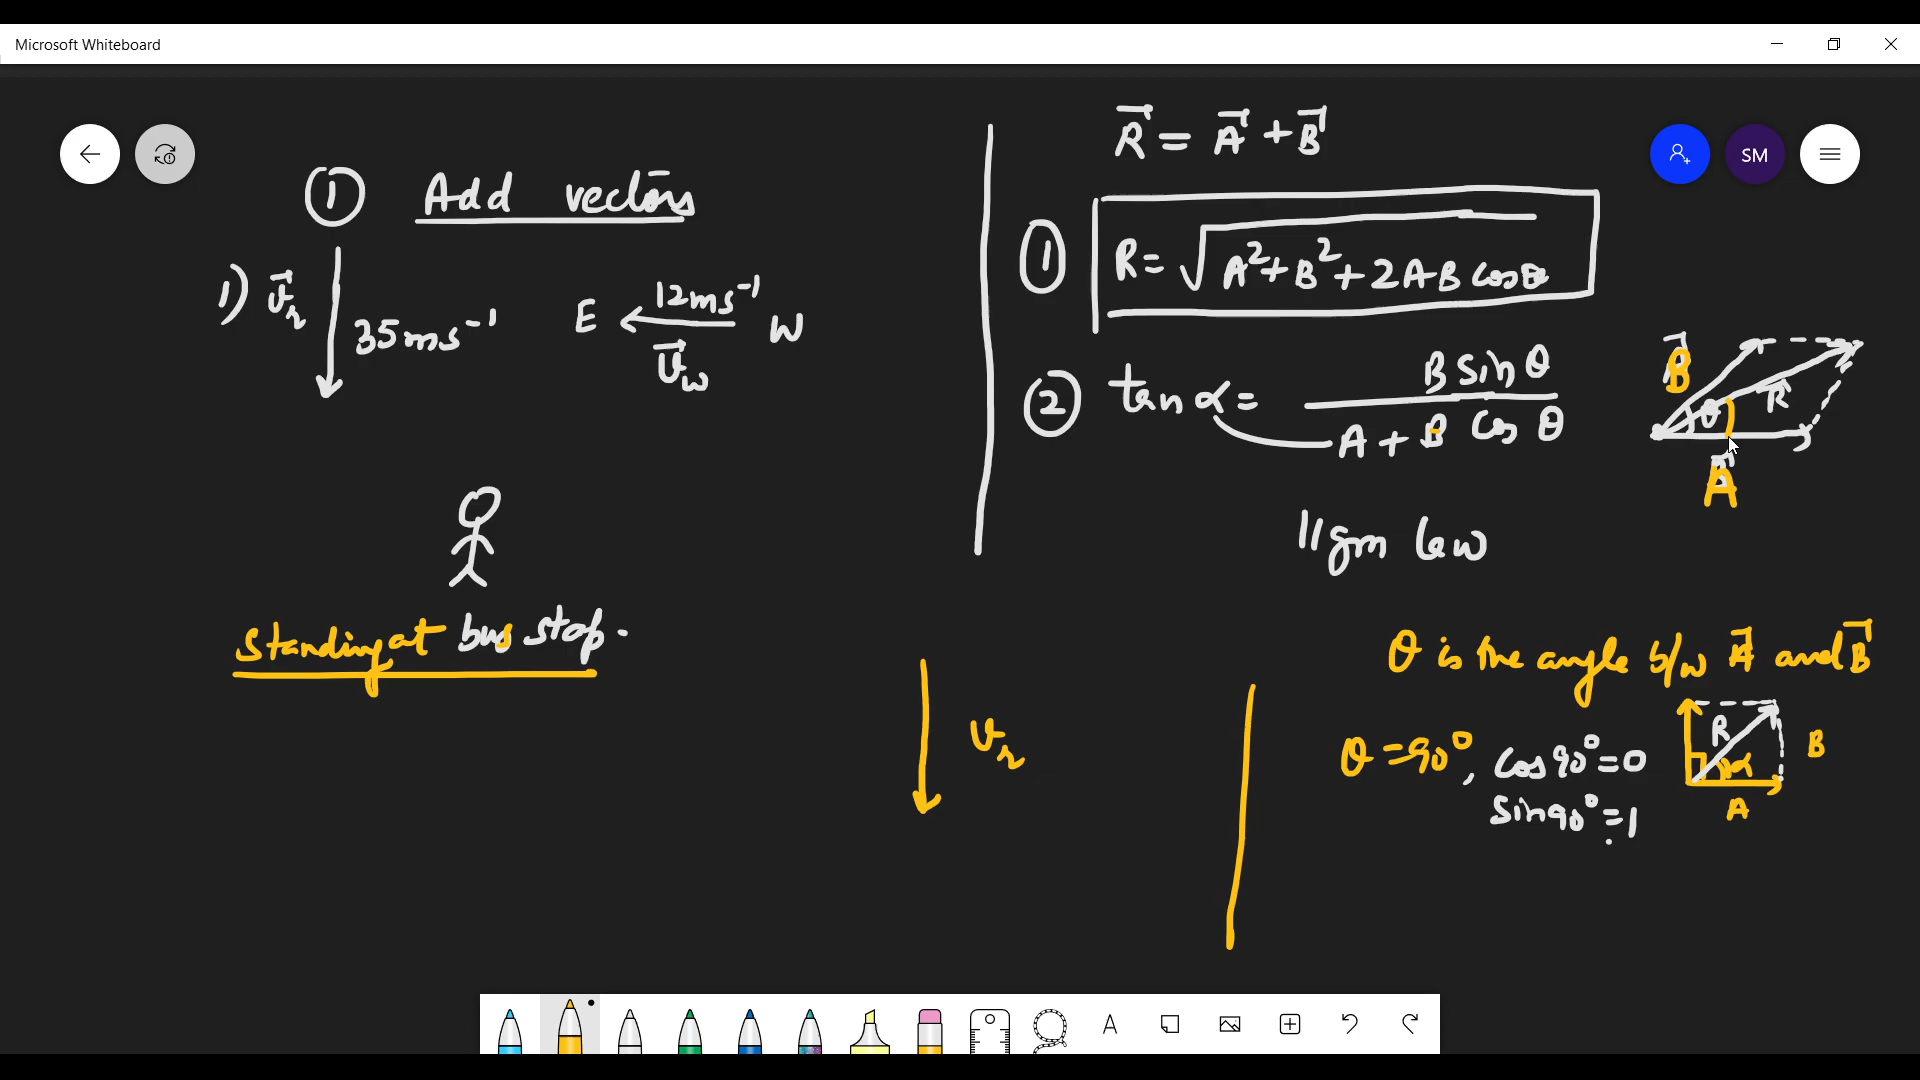 Microsoft Whiteboard
SM
① Add vectors
1) v⃗r 35ms⁻¹
E 12ms⁻¹ W
v⃗w
standing at bus stop.
R⃗ = A⃗ + B⃗
① R = √A²+B²+2AB cosθ
② tan α = B sin θ
A + B cos θ
B θ R⃗
A
||gm law
θ is the angle b/w A⃗ and B⃗
vr
θ = 90°, cos 90° = 0
sin 90° = 1
R α B
A
A